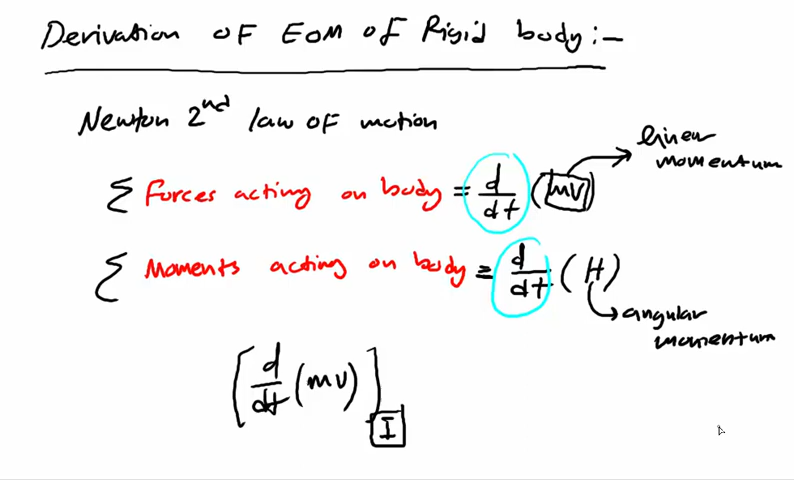 Derivation of EOM of Rigid body:-
Newton 2nd law of motion
Σ Forces acting on body = d/dt (mv) → linear momentum
Σ Moments acting on body = d/dt (H) → angular momentum
[d/dt (mv)]I